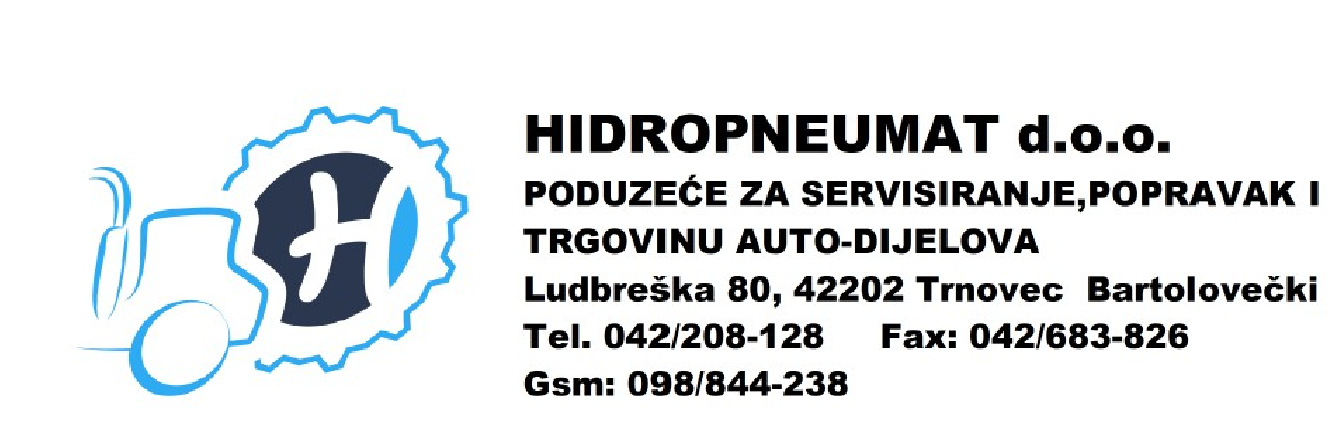 H
HIDROPNEUMAT d.o.o.
PODUZEĆE ZA SERVISIRANJE,POPRAVAK I
TRGOVINU AUTO-DIJELOVA
Ludbreška 80, 42202 Trnovec Bartolovečki
Tel. 042/208-128 Fax: 042/683-826
Gsm: 098/844-238